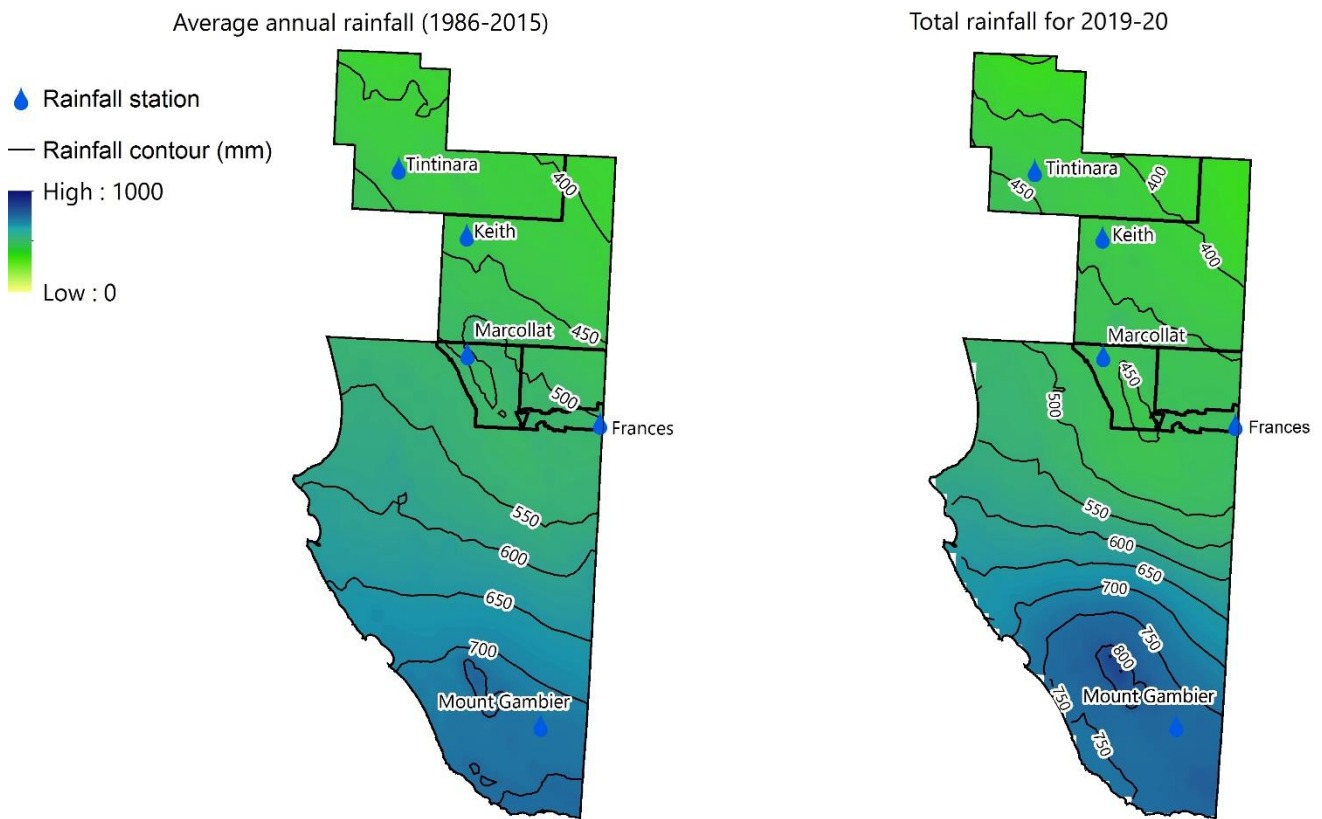 Average annual rainfall (1986-2015)
Total rainfall for 2019-20
Rainfall station
Rainfall contour (mm)
High : 1000
Low : 0
Tintinara
400
Keith
450
Marcollat
500
Frances
550
600
650
700
Mount Gambier
Tintinara
450
400
Keith
400
Marcollat
450
500
Frances
550
600
650
700
750
800
Mount Gambier
750
750